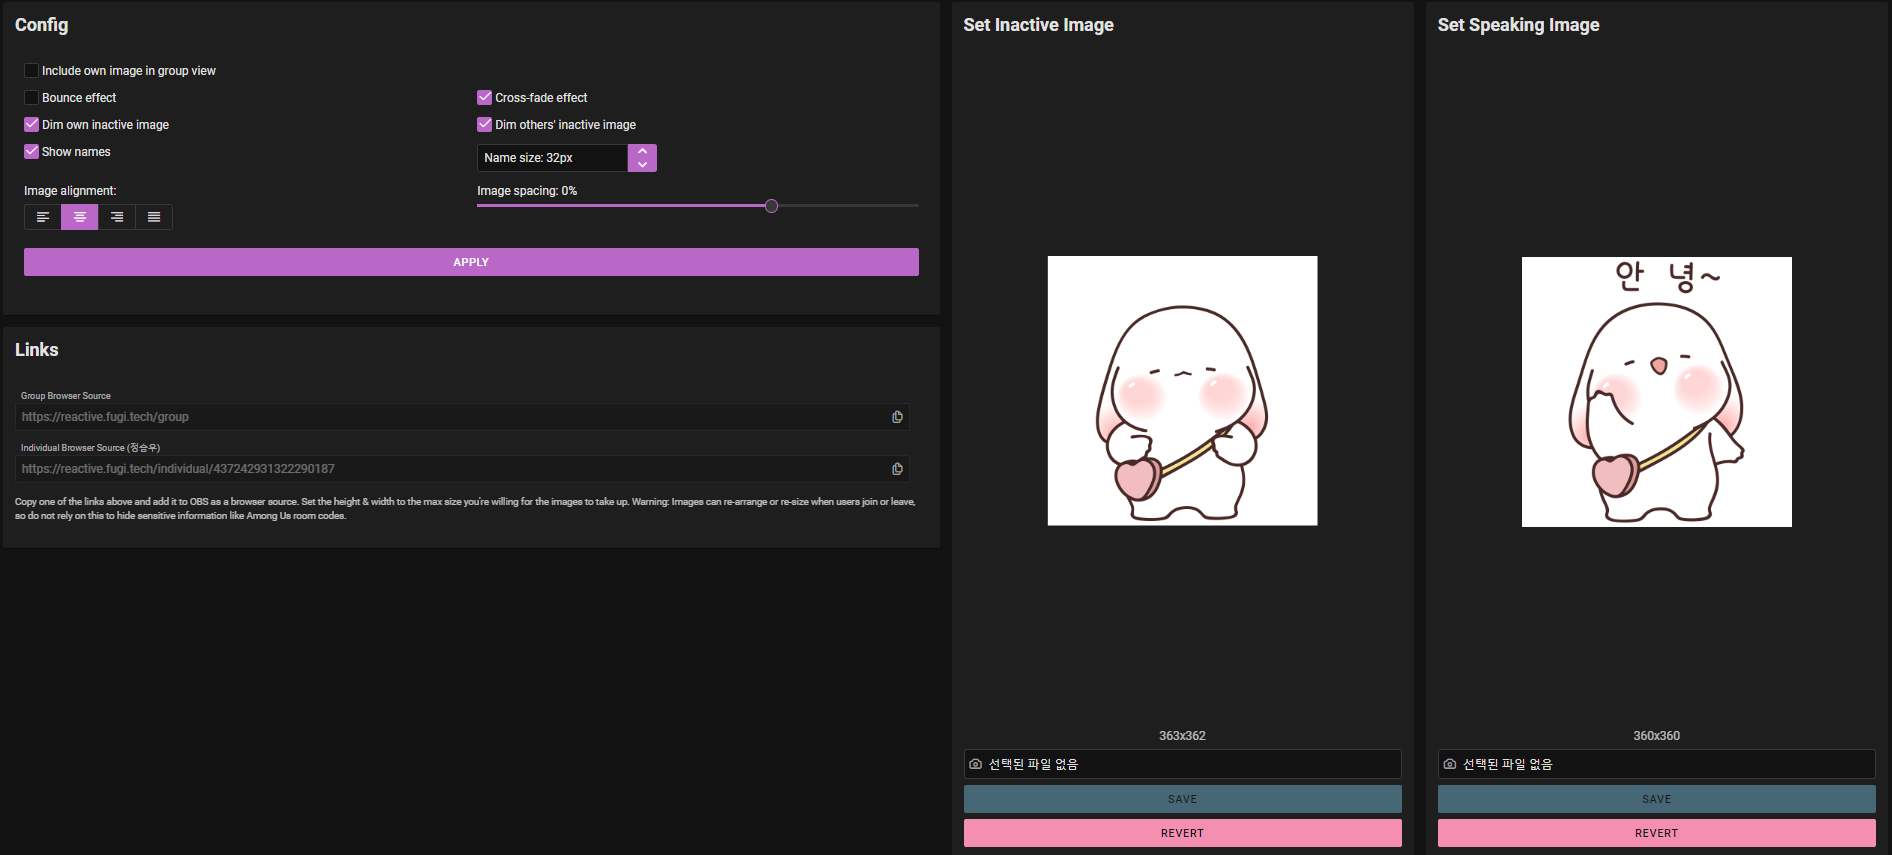 Config
Include own image in group view
Bounce effect
Cross-fade effect
Dim own inactive image
Dim others' inactive image
Show names
Name size: 32px
Image alignment:
Image spacing: 0%
APPLY
Links
Group Browser Source
https://reactive.fugi.tech/group
Individual Browser Source (정승우)
https://reactive.fugi.tech/individual/437242931322290187
Copy one of the links above and add it to OBS as a browser source. Set the height & width to the max size you're willing for the images to take up. Warning: Images can re-arrange or re-size when users join or leave,
so do not rely on this to hide sensitive information like Among Us room codes.
Set Inactive Image
363x362
선택된 파일 없음
SAVE
REVERT
Set Speaking Image
안 녕~
360x360
선택된 파일 없음
SAVE
REVERT